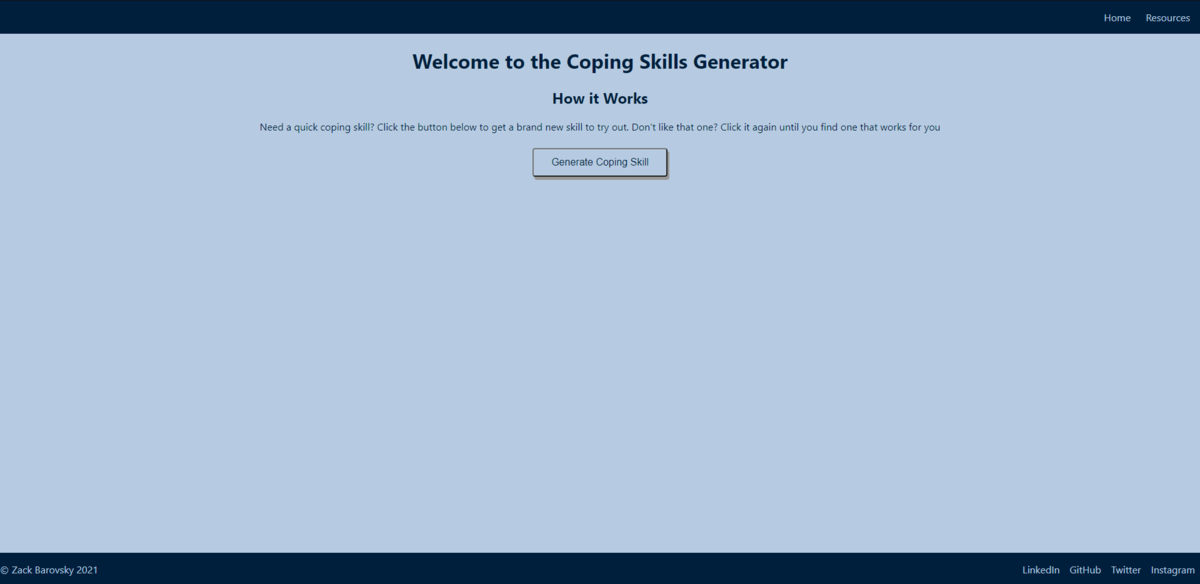 Home Resources
Welcome to the Coping Skills Generator
How it Works
Need a quick coping skill? Click the button below to get a brand new skill to try out. Don't like that one? Click it again until you find one that works for you
Generate Coping Skill
© Zack Barovsky 2021 LinkedIn GitHub Twitter Instagram